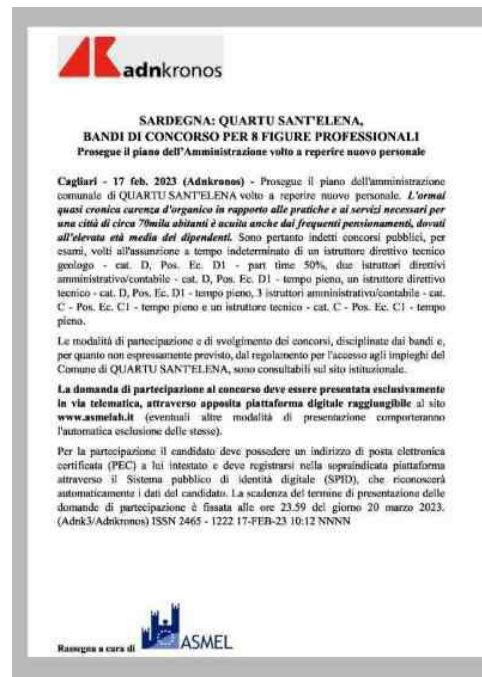 adnkronos
SARDEGNA: QUARTU SANT'ELENA,
BANDI DI CONCORSO PER 8 FIGURE PROFESSIONALI
Prosegue il piano dell'Amministrazione volto a reperire nuovo personale
Cagliari - 17 feb. 2023 (Adnkronos) - Prosegue il piano dell'amministrazione
comunale di QUARTU SANT'ELENA volto a reperire nuovo personale. L'ormai
quasi cronica carenza d'organico in rapporto alle pratiche e ai servizi necessari per
una città di circa 70mila abitanti è acuita anche dai frequenti pensionamenti, dovuti
all'elevata età media dei dipendenti. Sono pertanto indetti concorsi pubblici, per
esami, volti all'assunzione a tempo indeterminato di un istruttore direttivo tecnico
geologo - cat. D, Pos. Ec. D1 - part time 50%, due istruttori direttivi
amministrativo/contabile - cat. D, Pos. Ec. D1 - tempo pieno, un istruttore direttivo
tecnico - cat. D, Pos. Ec. D1 - tempo pieno, 3 istruttori amministrativo/contabile - cat.
C - Pos. Ec. C1 - tempo pieno e un istruttore tecnico - cat. C - Pos. Ec. C1 - tempo
pieno.
Le modalità di partecipazione e di svolgimento dei concorsi, disciplinate dai bandi e,
per quanto non espressamente previsto, dal regolamento per l'accesso agli impieghi del
Comune di QUARTU SANT'ELENA, sono consultabili sul sito istituzionale.
La domanda di partecipazione al concorso deve essere presentata esclusivamente
in via telematica, attraverso apposita piattaforma digitale raggiungibile al sito
www.asmelab.it (eventuali altre modalità di presentazione comporteranno
l'automatica esclusione delle stesse).
Per la partecipazione il candidato deve possedere un indirizzo di posta elettronica
certificata (PEC) a lui intestato e deve registrarsi nella sopraindicata piattaforma
attraverso il Sistema pubblico di identità digitale (SPID), che riconoscerà
automaticamente i dati del candidato. La scadenza del termine di presentazione delle
domande di partecipazione è fissata alle ore 23.59 del giorno 20 marzo 2023.
(Adnk3/Adnkronos) ISSN 2465 - 1222 17-FEB-23 10:12 NNNN
Rassegna a cura di ASMEL